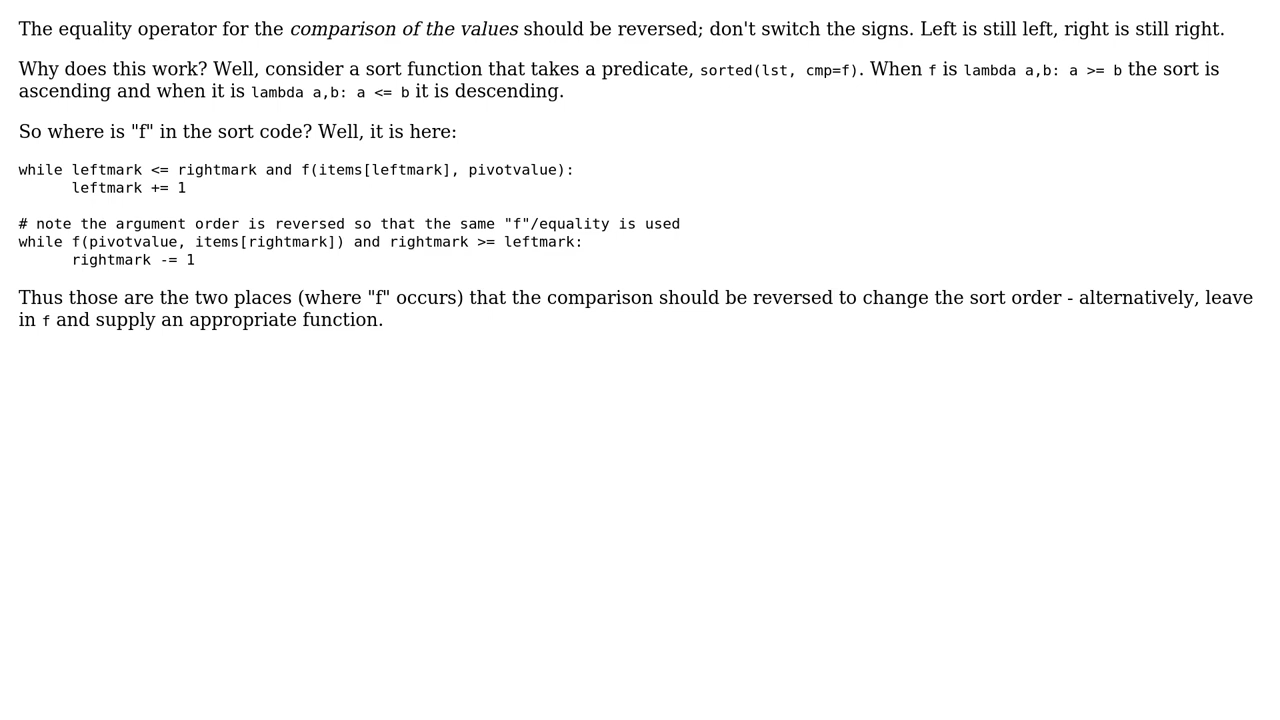 The equality operator for the comparison of the values should be reversed; don't switch the signs. Left is still left, right is still right.
Why does this work? Well, consider a sort function that takes a predicate, sorted(lst, cmp=f). When f is lambda a,b: a >= b the sort is
ascending and when it is lambda a,b: a <= b it is descending.
So where is "f" in the sort code? Well, it is here:
while leftmark <= rightmark and f(items[leftmark], pivotvalue):
      leftmark += 1
# note the argument order is reversed so that the same "f"/equality is used
while f(pivotvalue, items[rightmark]) and rightmark >= leftmark:
      rightmark -= 1
Thus those are the two places (where "f" occurs) that the comparison should be reversed to change the sort order - alternatively, leave
in f and supply an appropriate function.